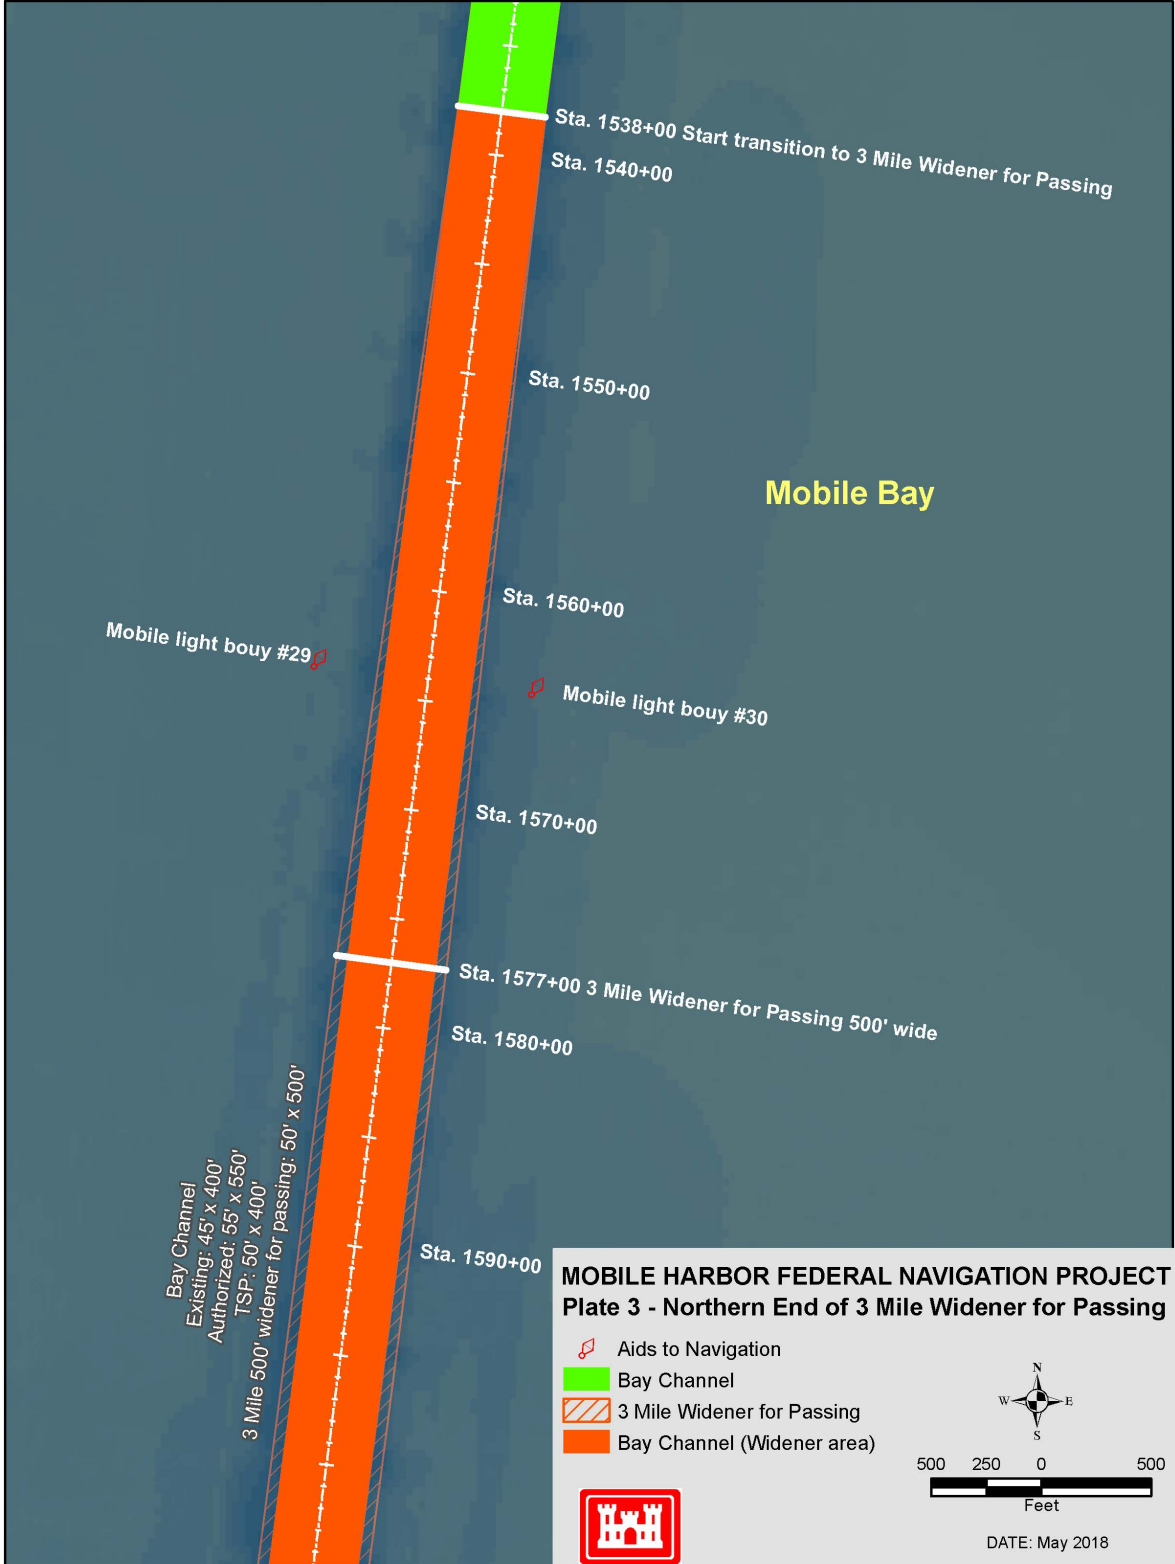 Sta. 1538+00 Start transition to 3 Mile Widener for Passing
Sta. 1540+00
Sta. 1550+00
Mobile Bay
Sta. 1560+00
Mobile light bouy #29
Mobile light bouy #30
Sta. 1570+00
Sta. 1577+00 3 Mile Widener for Passing 500' wide
Sta. 1580+00
Bay Channel
Existing: 45' x 400'
Authorized: 55' x 550'
TSP: 50' x 400'
3 Mile 500' widener for passing: 50' x 500'
Sta. 1590+00
MOBILE HARBOR FEDERAL NAVIGATION PROJECT
Plate 3 - Northern End of 3 Mile Widener for Passing
Aids to Navigation
Bay Channel
3 Mile Widener for Passing
Bay Channel (Widener area)
N
W E
S
500 250 0 500
Feet
DATE: May 2018